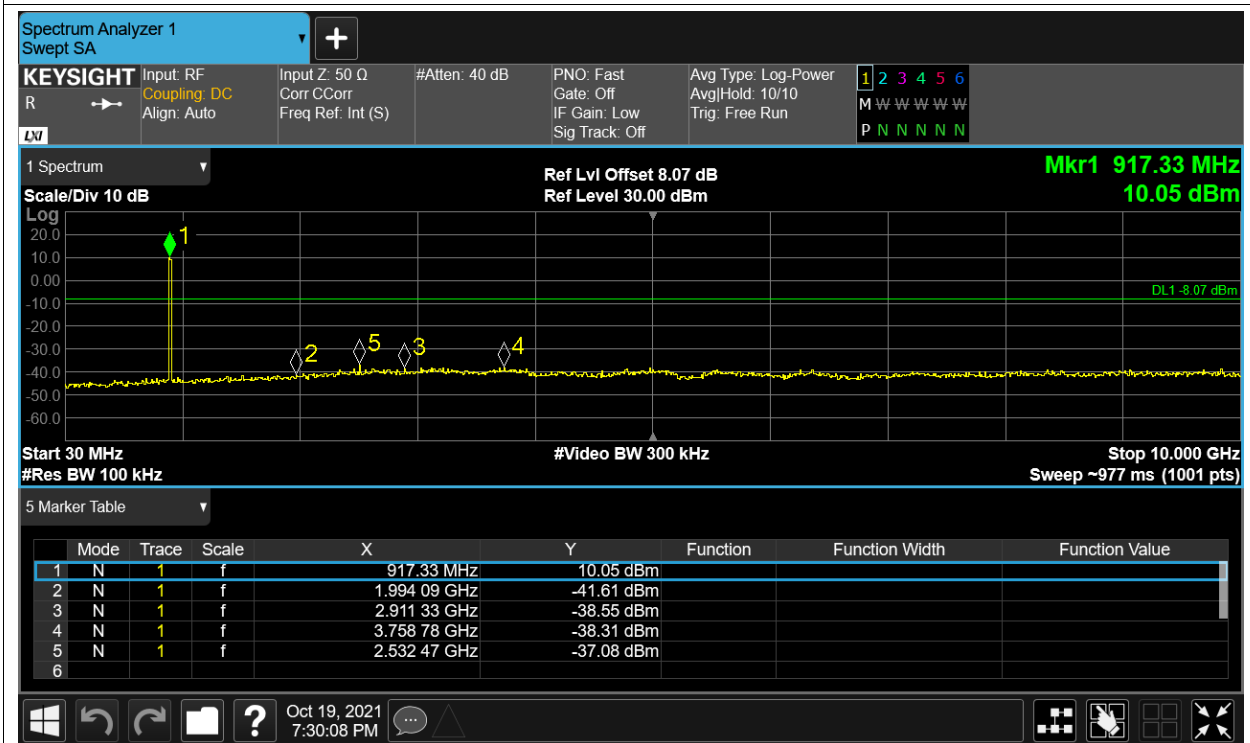 Spectrum Analyzer 1
Swept SA
KEYSIGHT Input: RF Input Z: 50 Ω #Atten: 40 dB PNO: Fast Avg Type: Log-Power 1 2 3 4 5 6
R Coupling: DC Corr CCorr Gate: Off Avg|Hold: 10/10 M W W W W W
Align: Auto Freq Ref: Int (S) IF Gain: Low Trig: Free Run
LXI Sig Track: Off P N N N N N
1 Spectrum Ref Lvl Offset 8.07 dB Mkr1 917.33 MHz
Scale/Div 10 dB Ref Level 30.00 dBm 10.05 dBm
Log
20.0 1
10.0
0.00
-10.0 DL1 -8.07 dBm
-20.0
-30.0 2 5 3 4
-40.0
-50.0
-60.0
Start 30 MHz #Video BW 300 kHz Stop 10.000 GHz
#Res BW 100 kHz Sweep ~977 ms (1001 pts)
5 Marker Table
Mode Trace Scale X Y Function Function Width Function Value
1 N 1 f 917.33 MHz 10.05 dBm
2 N 1 f 1.994 09 GHz -41.61 dBm
3 N 1 f 2.911 33 GHz -38.55 dBm
4 N 1 f 3.758 78 GHz -38.31 dBm
5 N 1 f 2.532 47 GHz -37.08 dBm
6
? Oct 19, 2021
7:30:08 PM